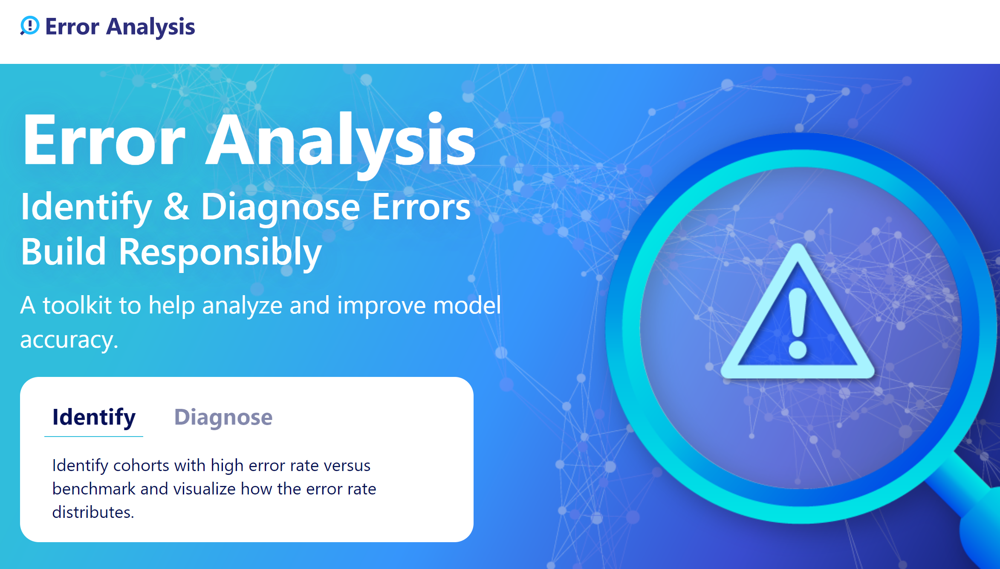 Error Analysis
Error Analysis
Identify & Diagnose Errors
Build Responsibly
A toolkit to help analyze and improve model
accuracy.
Identify Diagnose
Identify cohorts with high error rate versus
benchmark and visualize how the error rate
distributes.